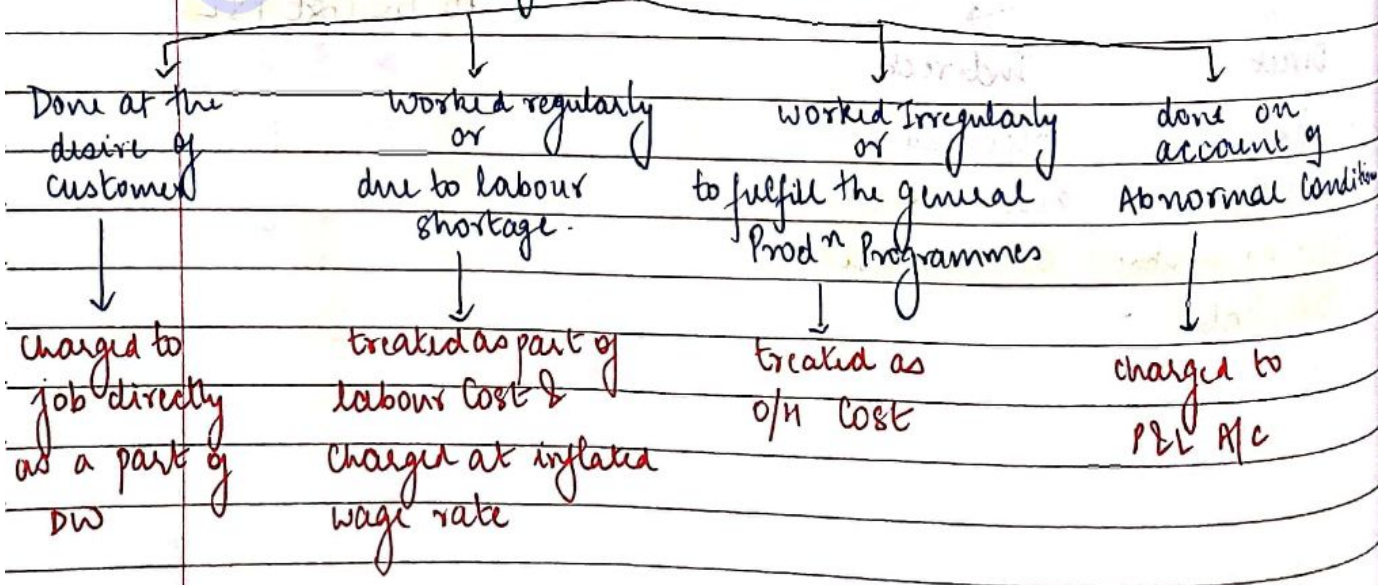 Done at the
desire of
customer
Worked regularly
or
due to labour
shortage.
worked Irregularly
or
to fulfill the general
Prodn Programmes
done on
account of
Abnormal Condition
charged to
job directly
as a part of
DW
treated as part of
labour Cost &
Charged at inflated
wage rate
treated as
O/H Cost
charged to
P&L A/c